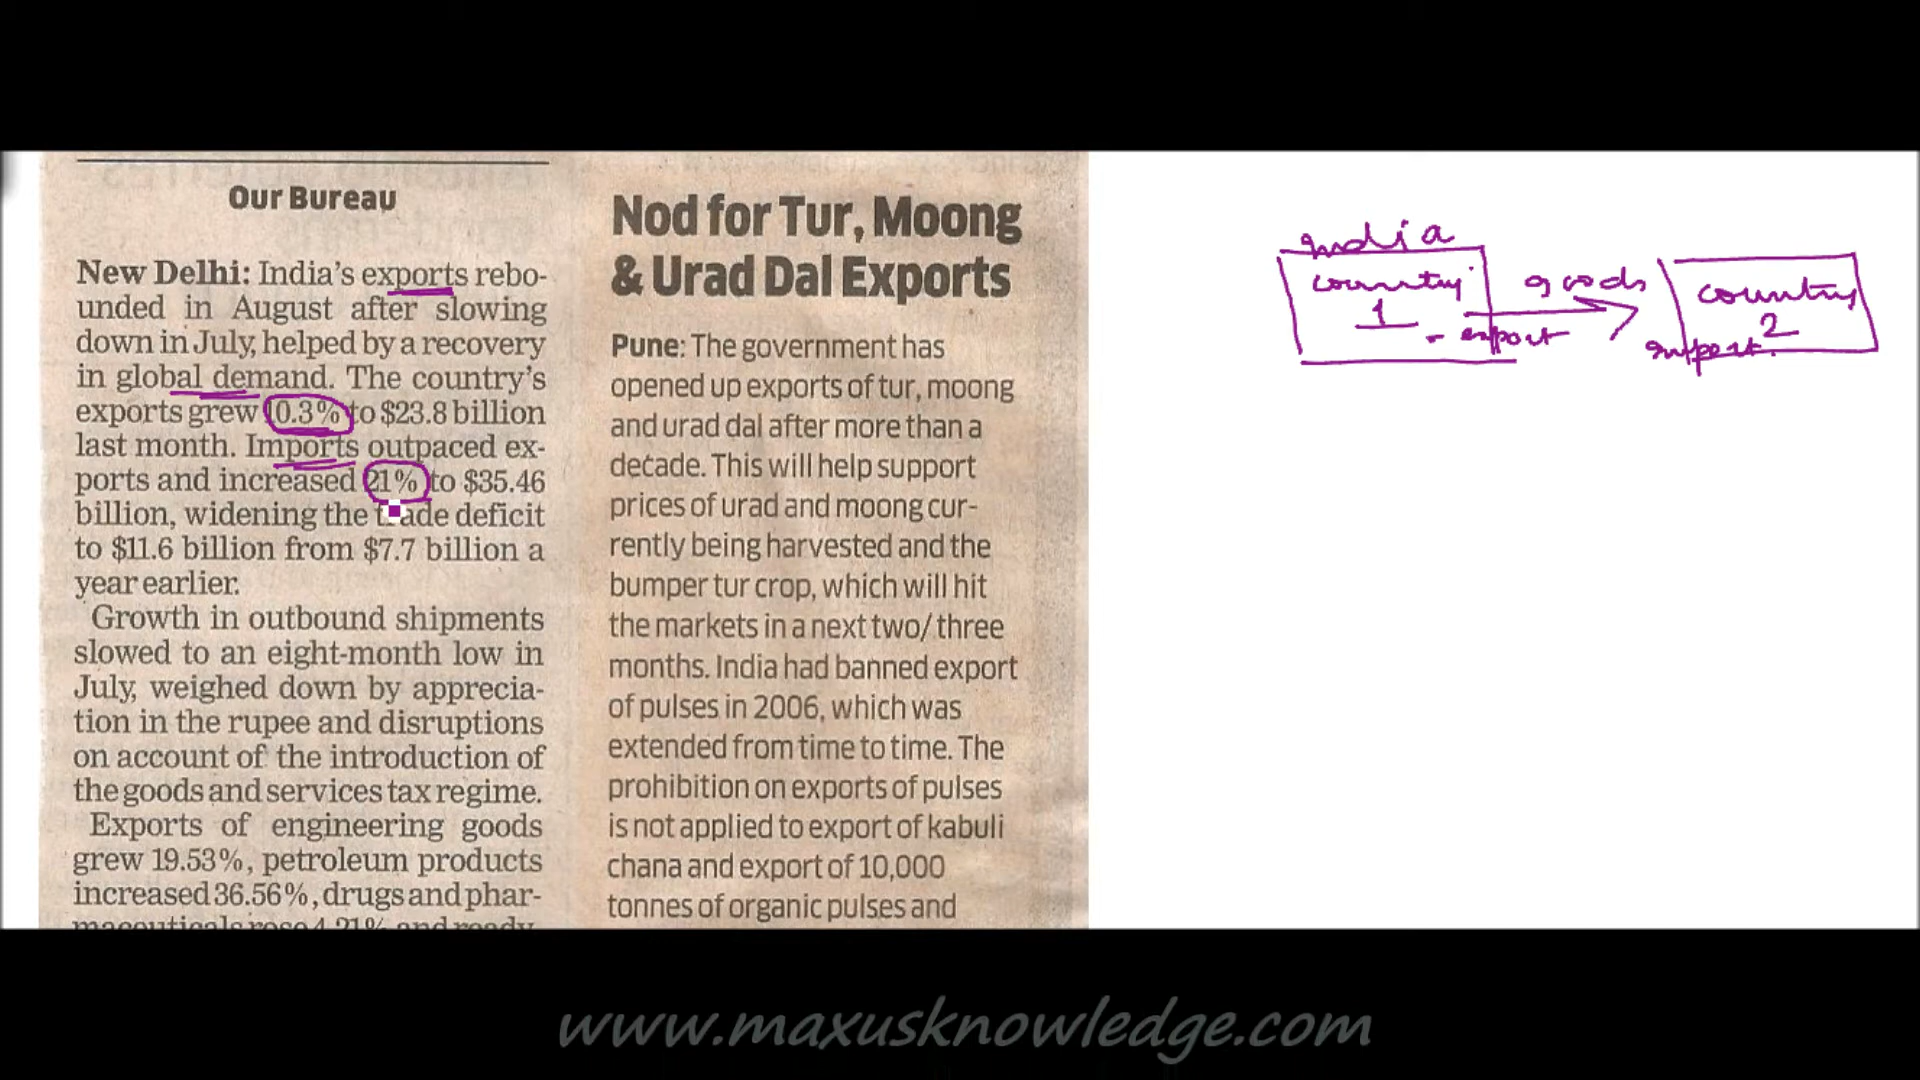 Our Bureau
New Delhi: India's exports rebo-
unded in August after slowing
down in July, helped by a recovery
in global demand. The country's
exports grew 10.3% to $23.8 billion
last month. Imports outpaced ex-
ports and increased 21% to $35.46
billion, widening the trade deficit
to $11.6 billion from $7.7 billion a
year earlier.
Growth in outbound shipments
slowed to an eight-month low in
July, weighed down by apprecia-
tion in the rupee and disruptions
on account of the introduction of
the goods and services tax regime.
Exports of engineering goods
grew 19.53%, petroleum products
increased 36.56%, drugs and phar-
maceuticals rose 4.21% and ready-
Nod for Tur, Moong
& Urad Dal Exports
Pune: The government has
opened up exports of tur, moong
and urad dal after more than a
decade. This will help support
prices of urad and moong cur-
rently being harvested and the
bumper tur crop, which will hit
the markets in a next two/ three
months. India had banned export
of pulses in 2006, which was
extended from time to time. The
prohibition on exports of pulses
is not applied to export of kabuli
chana and export of 10,000
tonnes of organic pulses and
India
country
1
- export
goods
country
2
import.
www.maxusknowledge.com